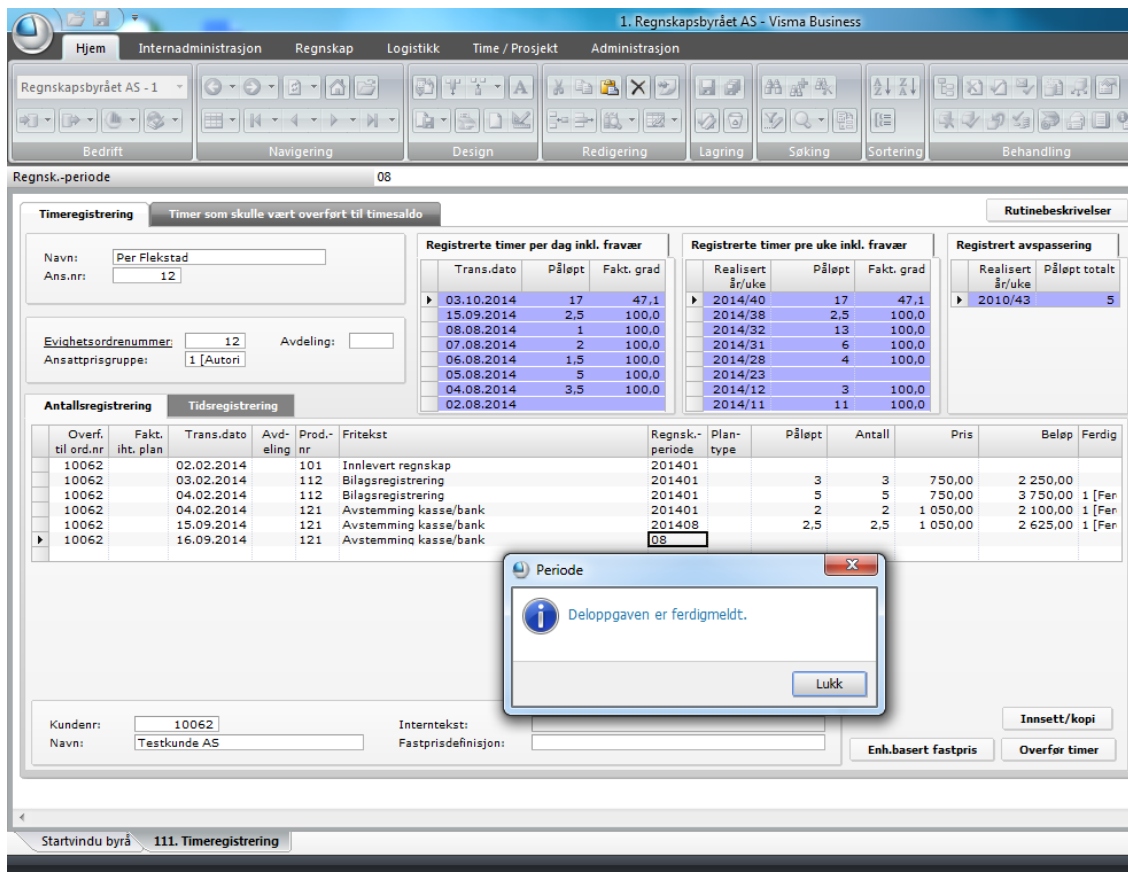 1. Regnskapsbyrået AS - Visma Business
Hjem Internadministrasjon Regnskap Logistikk Time / Prosjekt Administrasjon
Regnskapsbyrået AS - 1
Bedrift Navigering Design Redigering Lagring Søking Sortering Behandling
Regnsk.-periode 08
Timeregistrering Timer som skulle vært overført til timesaldo Rutinebeskrivelser
Navn: Per Flekstad
Ans.nr: 12
Evighetsordrenummer: 12 Avdeling:
Ansattprisgruppe: 1 [Autori
Registrerte timer per dag inkl. fravær
Trans.dato Påløpt Fakt. grad
03.10.2014 17 47,1
15.09.2014 2,5 100,0
08.08.2014 1 100,0
07.08.2014 2 100,0
06.08.2014 1,5 100,0
05.08.2014 5 100,0
04.08.2014 3,5 100,0
02.08.2014
Registrerte timer pre uke inkl. fravær
Realisert Påløpt Fakt. grad
år/uke
2014/40 17 47,1
2014/38 2,5 100,0
2014/32 13 100,0
2014/31 6 100,0
2014/28 4 100,0
2014/23
2014/12 3 100,0
2014/11 11 100,0
Registrert avspassering
Realisert Påløpt totalt
år/uke
2010/43 5
Antallsregistrering Tidsregistrering
Overf. Fakt. Trans.dato Avd- Prod.- Fritekst Regnsk.- Plan- Påløpt Antall Pris Beløp Ferdig
til ord.nr iht. plan eling nr periode type
10062 02.02.2014 101 Innlevert regnskap 201401
10062 03.02.2014 112 Bilagsregistrering 201401 3 3 750,00 2 250,00
10062 04.02.2014 112 Bilagsregistrering 201401 5 5 750,00 3 750,00 1 [Fer
10062 04.02.2014 121 Avstemming kasse/bank 201401 2 2 1 050,00 2 100,00 1 [Fer
10062 15.09.2014 121 Avstemming kasse/bank 201408 2,5 2,5 1 050,00 2 625,00 1 [Fer
10062 16.09.2014 121 Avstemming kasse/bank 08
Periode
Deloppgaven er ferdigmeldt.
Lukk
Kundenr: 10062 Interntekst: Innsett/kopi
Navn: Testkunde AS Fastprisdefinisjon: Enh.basert fastpris Overfør timer
Startvindu byrå 111. Timeregistrering